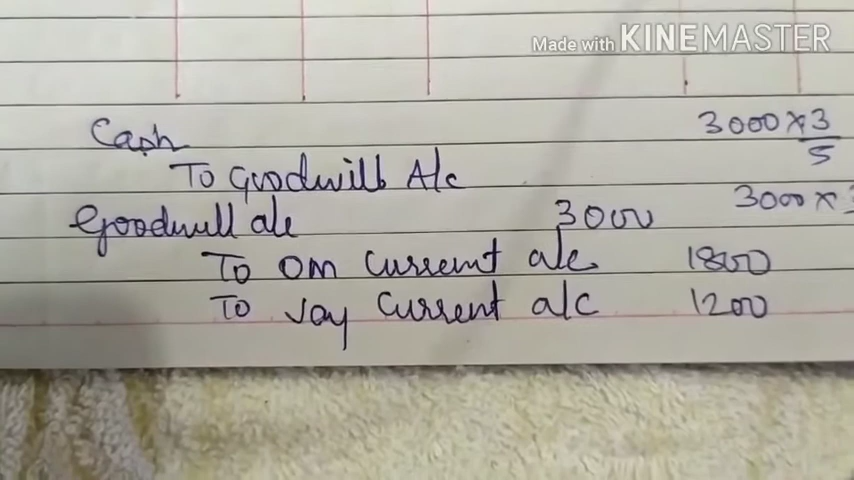 Made with KINEMASTER
Cash
3000 × 3
5
To Goodwill A/c
Goodwill a/c 3000
3000 ×
To Om Current a/c 1800
To Jay Current a/c 1200